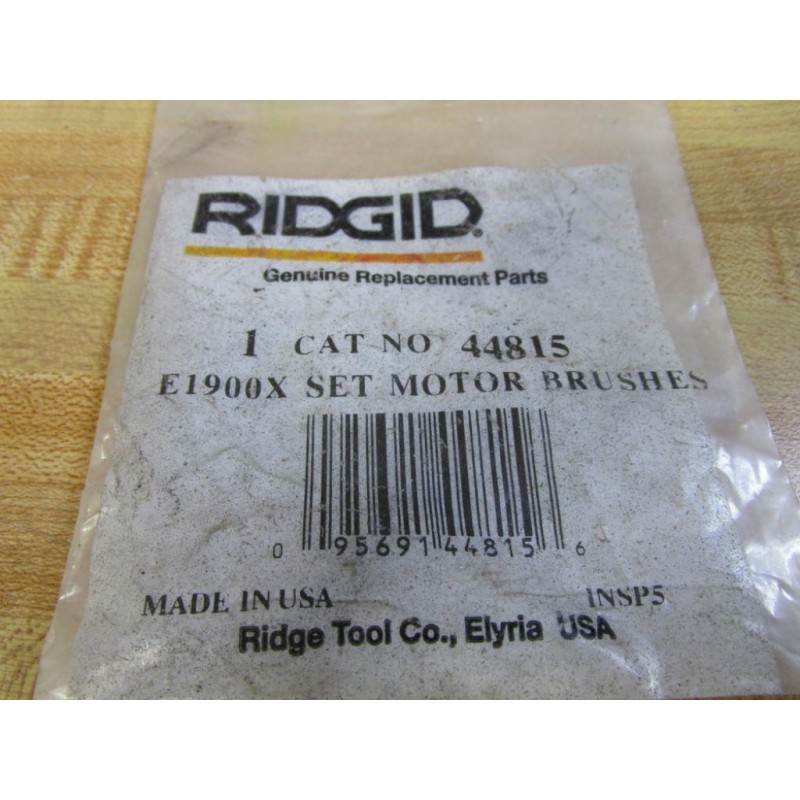 RIDGID®
Genuine Replacement Parts
1 CAT NO 44815
E1900X SET MOTOR BRUSHES
0 95691 44815 6
MADE IN USA INSP5
Ridge Tool Co., Elyria USA